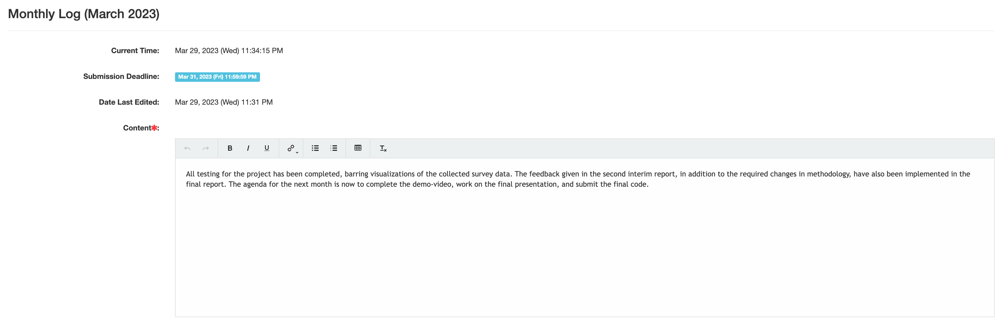 Monthly Log (March 2023)
Current Time: Mar 29, 2023 (Wed) 11:34:15 PM
Submission Deadline: Mar 31, 2023 (Fri) 11:59:59 PM
Date Last Edited: Mar 29, 2023 (Wed) 11:31 PM
Content✱:
B I U
All testing for the project has been completed, barring visualizations of the collected survey data. The feedback given in the second interim report, in addition to the required changes in methodology, have also been implemented in the
final report. The agenda for the next month is now to complete the demo-video, work on the final presentation, and submit the final code.